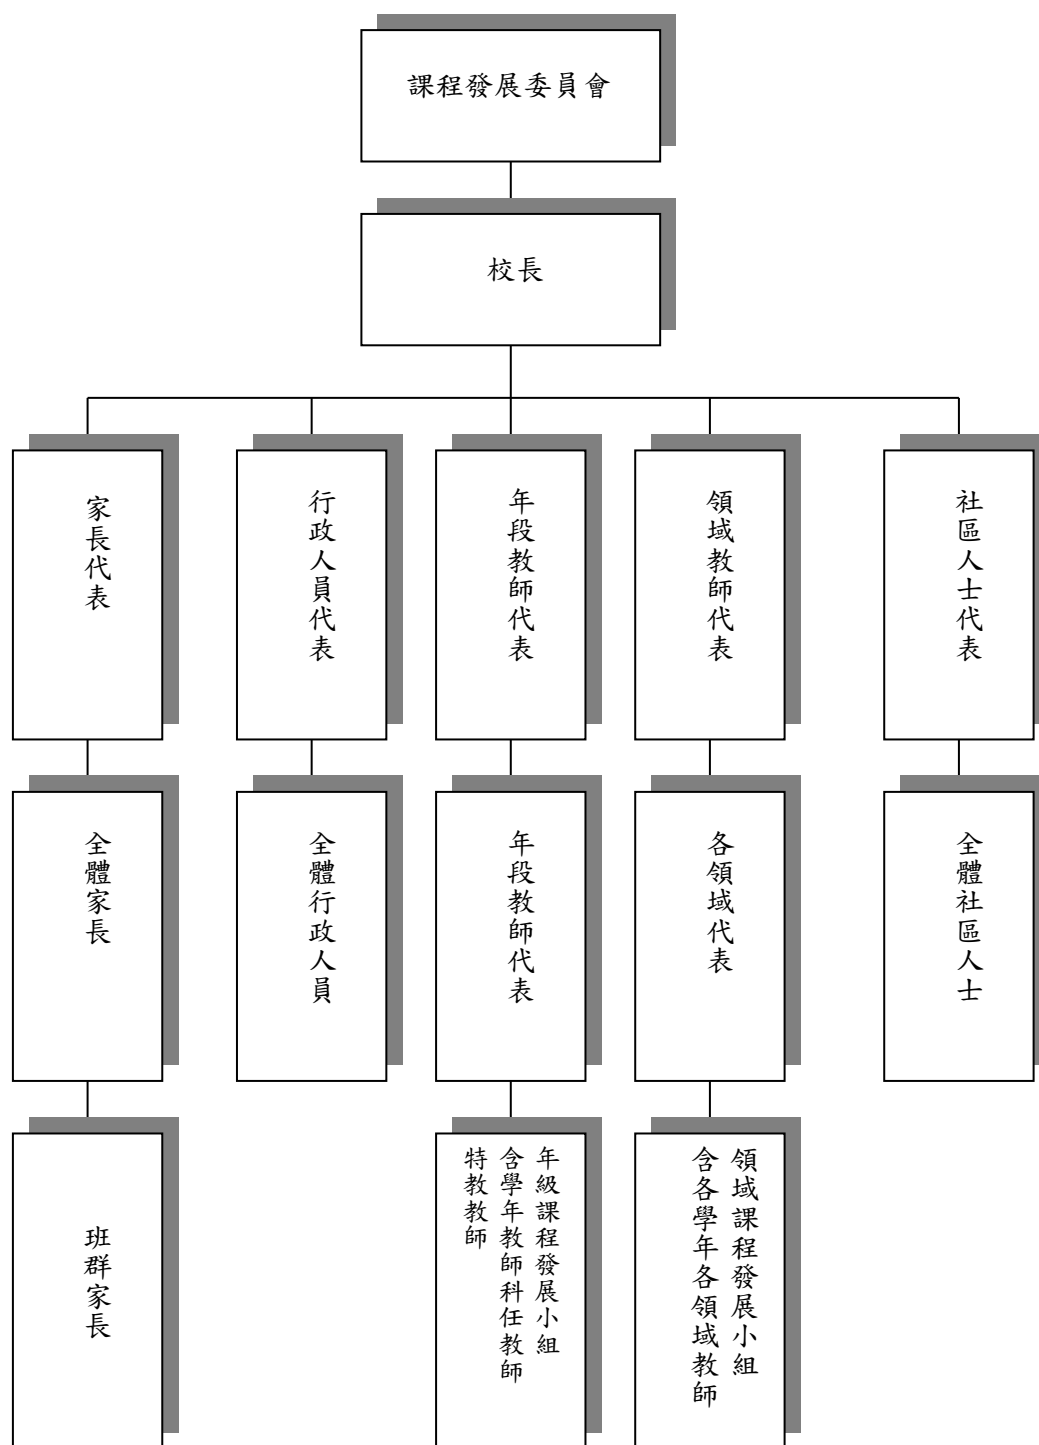 課程發展委員會
校長
家長代表
行政人員代表
年段教師代表
領域教師代表
社區人士代表
全體家長
全體行政人員
年段教師代表
各領域代表
全體社區人士
班群家長
年級課程發展小組
含學年教師科任教師
特教教師
領域課程發展小組
含各學年各領域教師